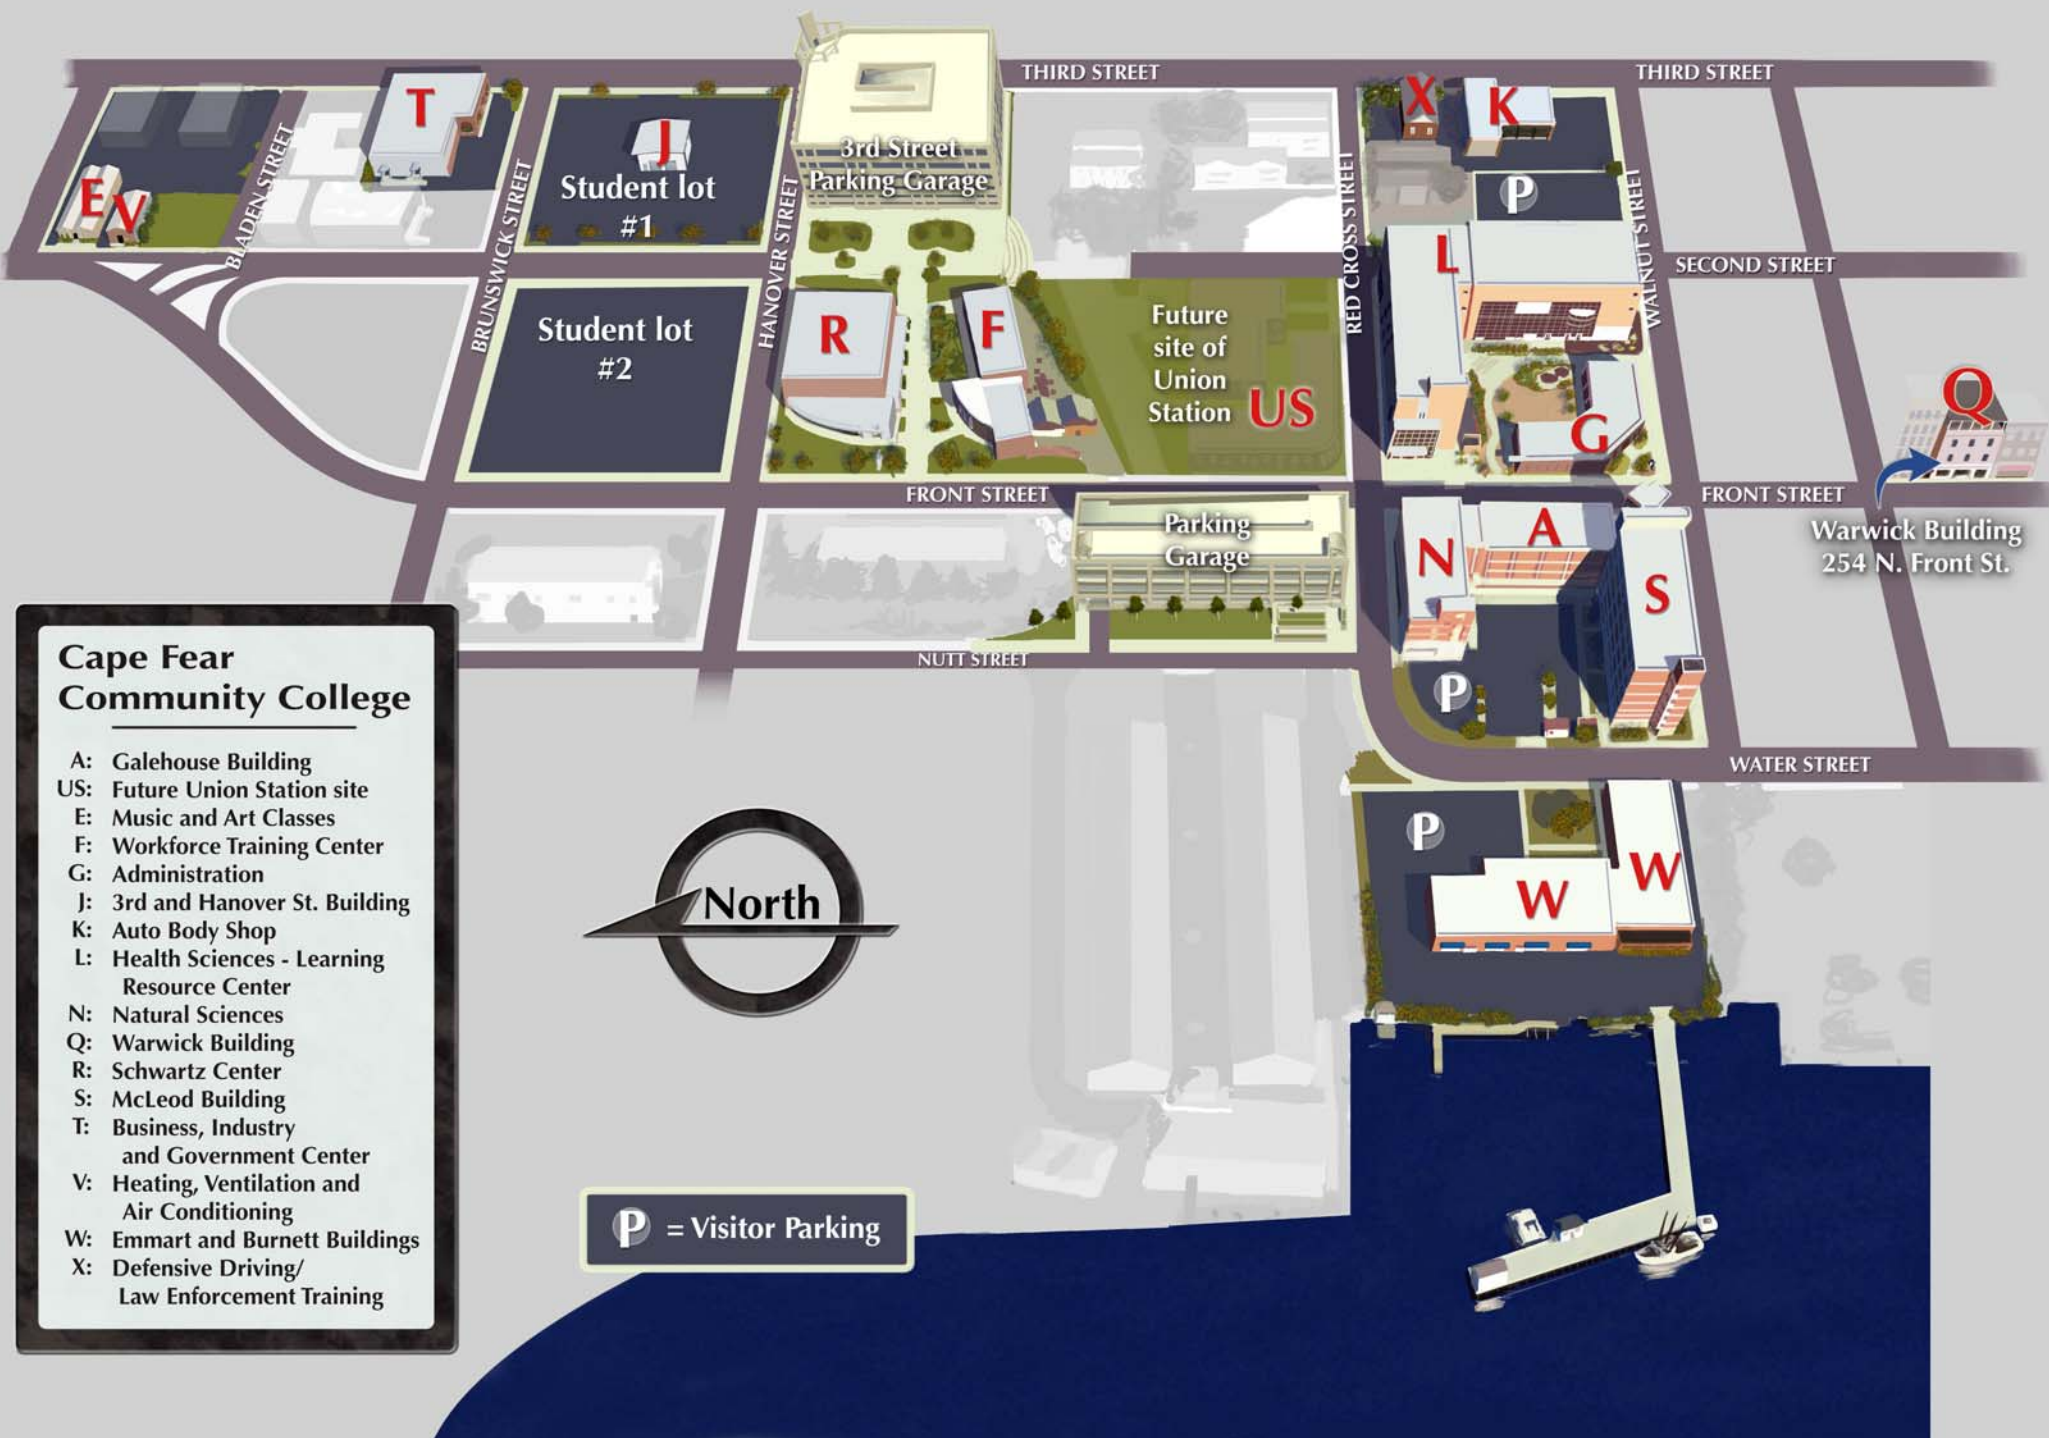 THIRD STREET
THIRD STREET
T
X
K
J
3rd Street
Parking Garage
Student lot
#1
E
V
P
BLADEN STREET
BRUNSWICK STREET
HANOVER STREET
RED CROSS STREET
WALNUT STREET
L
SECOND STREET
Student lot
#2
R
F
Future
site of
Union
Station
US
G
Q
FRONT STREET
FRONT STREET
Parking
Garage
N
A
S
Warwick Building
254 N. Front St.
NUTT STREET
P
WATER STREET
P
W
W
North
P = Visitor Parking
Cape Fear
Community College
A: Galehouse Building
US: Future Union Station site
E: Music and Art Classes
F: Workforce Training Center
G: Administration
J: 3rd and Hanover St. Building
K: Auto Body Shop
L: Health Sciences - Learning
Resource Center
N: Natural Sciences
Q: Warwick Building
R: Schwartz Center
S: McLeod Building
T: Business, Industry
and Government Center
V: Heating, Ventilation and
Air Conditioning
W: Emmart and Burnett Buildings
X: Defensive Driving/
Law Enforcement Training